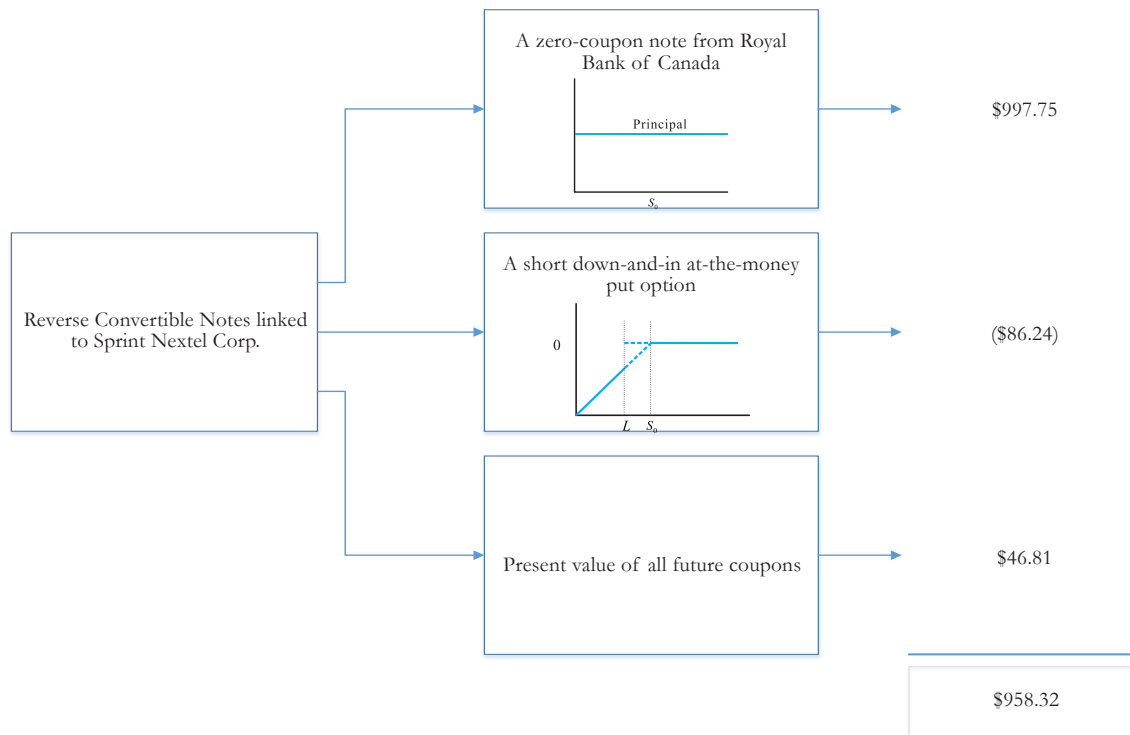 A zero-coupon note from Royal
Bank of Canada
Principal
S₀
$997.75
Reverse Convertible Notes linked
to Sprint Nextel Corp.
A short down-and-in at-the-money
put option
0
L S₀
($86.24)
Present value of all future coupons
$46.81
$958.32